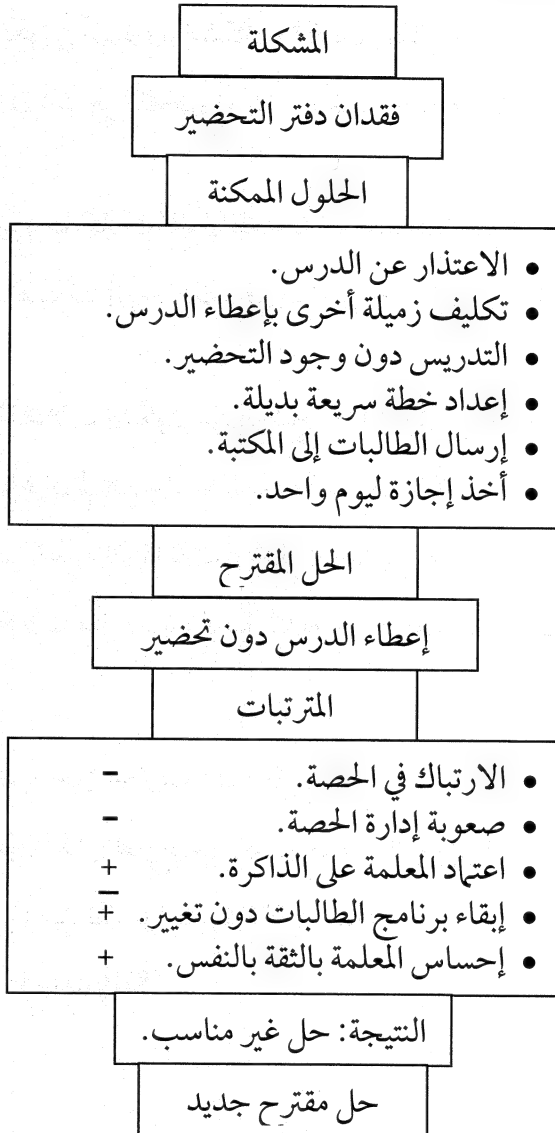 المشكلة
فقدان دفتر التحضير
الحلول الممكنة
• الاعتذار عن الدرس.
• تكليف زميلة أخرى بإعطاء الدرس.
• التدريس دون وجود التحضير.
• إعداد خطة سريعة بديلة.
• إرسال الطالبات إلى المكتبة.
• أخذ إجازة ليوم واحد.
الحل المقترح
إعطاء الدرس دون تحضير
المترتبات
• الارتباك في الحصة. −
• صعوبة إدارة الحصة. −
• اعتماد المعلمة على الذاكرة. + −
• إبقاء برنامج الطالبات دون تغيير. +
• إحساس المعلمة بالثقة بالنفس. +
النتيجة: حل غير مناسب.
حل مقترح جديد